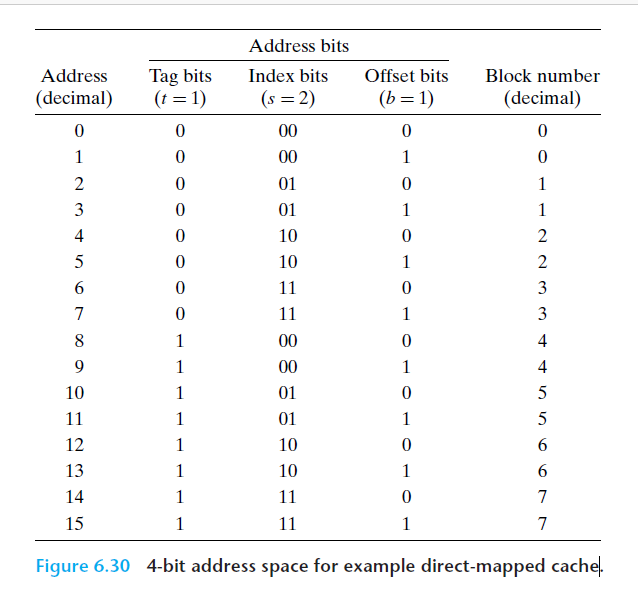 Address bits
Address Tag bits Index bits Offset bits Block number
(decimal) (t = 1) (s = 2) (b = 1) (decimal)
0 0 00 0 0
1 0 00 1 0
2 0 01 0 1
3 0 01 1 1
4 0 10 0 2
5 0 10 1 2
6 0 11 0 3
7 0 11 1 3
8 1 00 0 4
9 1 00 1 4
10 1 01 0 5
11 1 01 1 5
12 1 10 0 6
13 1 10 1 6
14 1 11 0 7
15 1 11 1 7
Figure 6.30 4-bit address space for example direct-mapped cache.